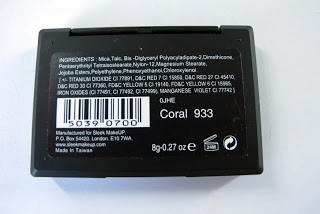 INGREDIENTS : Mica,Talc, Bis -Diglyceryl Polyacyladipate-2,Dimethicone,
Pentaerythrityl Tetraisostearate,Nylon-12,Magnesium Stearate,
Jojoba Esters,Polyethylene,Phenoxyethanol,Chloroxylenol.
[ +/- TITANIUM DIOXIDE CI 77891, D&C RED 7 CI 15850, D&C RED 27 CI 45410,
D&C RED 30 CI 73360, FD&C YELLOW 5 CI 19140, FD&C YELLOW 6 CI 15985,
IRON OXIDES (CI 77491, CI 77492, CI 77499), MANGANESE VIOLET CI 77742 ]
0JHE
Coral 933
5039 0700
Manufactured for Sleek MakeUP
P.O. Box 54420. London. E10 7WA.
www.sleekmakeup.com
Made in Taiwan
8g-0.27 oz e
24M